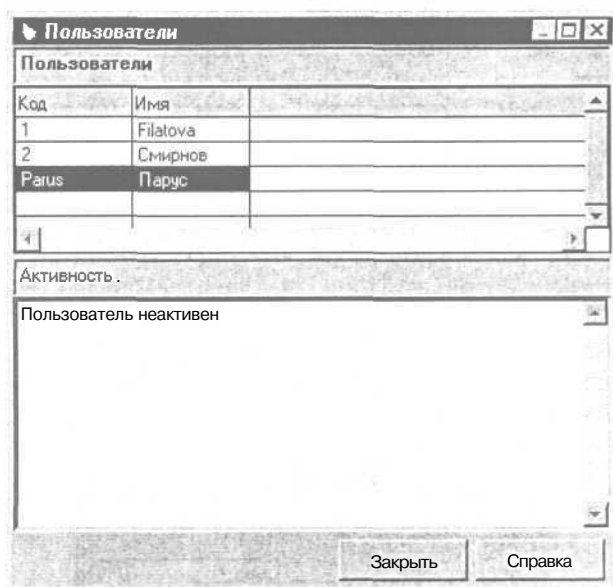 Пользователи
Пользователи
Код Имя
1 Filatova
2 Смирнов
Parus Парус
Активность.
Пользователь неактивен
Закрыть Справка